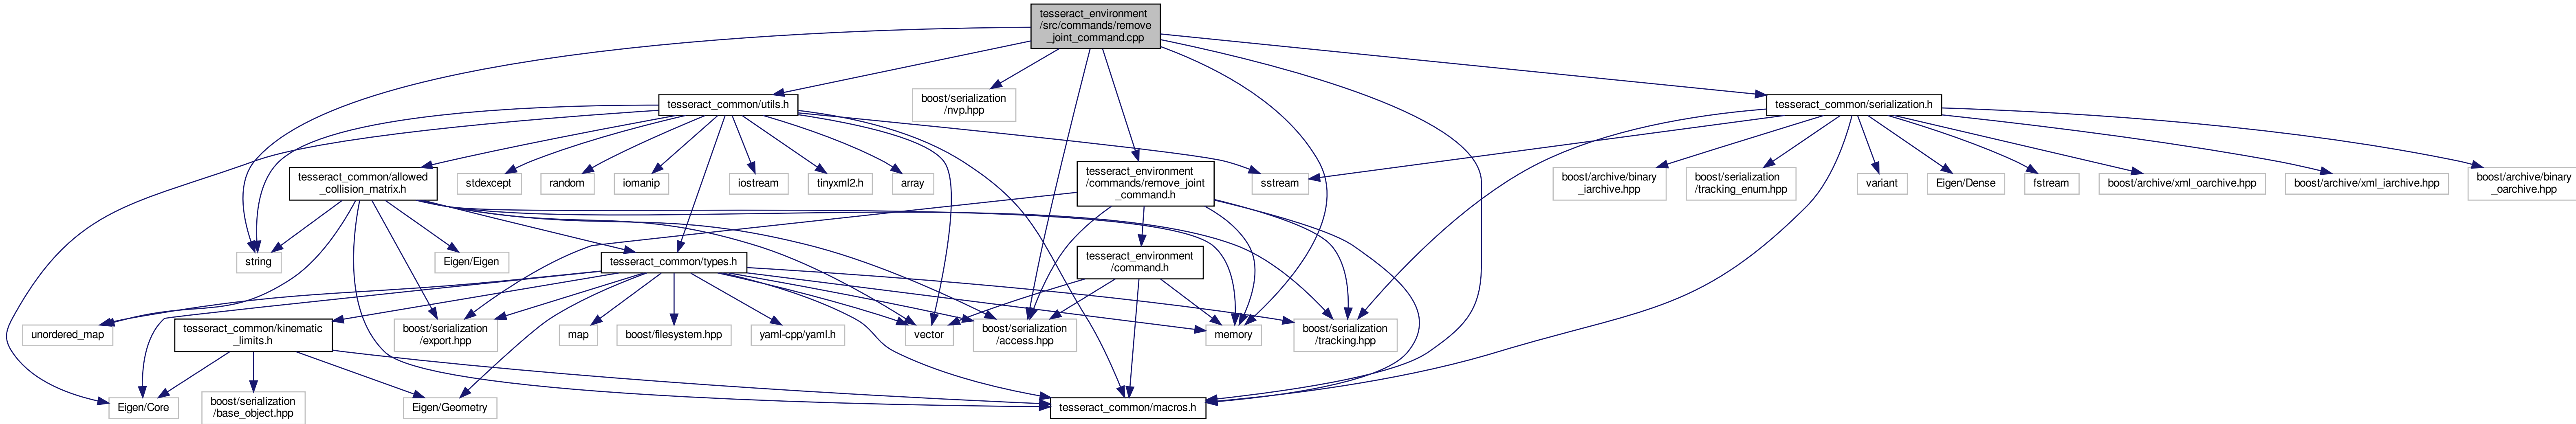 tesseract_environment
/src/commands/remove
_joint_command.cpp
tesseract_common/utils.h
boost/serialization
/nvp.hpp
tesseract_common/serialization.h
tesseract_common/allowed
_collision_matrix.h
stdexcept
random
iomanip
iostream
tinyxml2.h
array
tesseract_environment
/commands/remove_joint
_command.h
sstream
boost/archive/binary
_iarchive.hpp
boost/serialization
/tracking_enum.hpp
variant
Eigen/Dense
fstream
boost/archive/xml_oarchive.hpp
boost/archive/xml_iarchive.hpp
boost/archive/binary
_oarchive.hpp
string
Eigen/Eigen
tesseract_common/types.h
tesseract_environment
/command.h
unordered_map
tesseract_common/kinematic
_limits.h
boost/serialization
/export.hpp
map
boost/filesystem.hpp
yaml-cpp/yaml.h
vector
boost/serialization
/access.hpp
memory
boost/serialization
/tracking.hpp
Eigen/Core
boost/serialization
/base_object.hpp
Eigen/Geometry
tesseract_common/macros.h